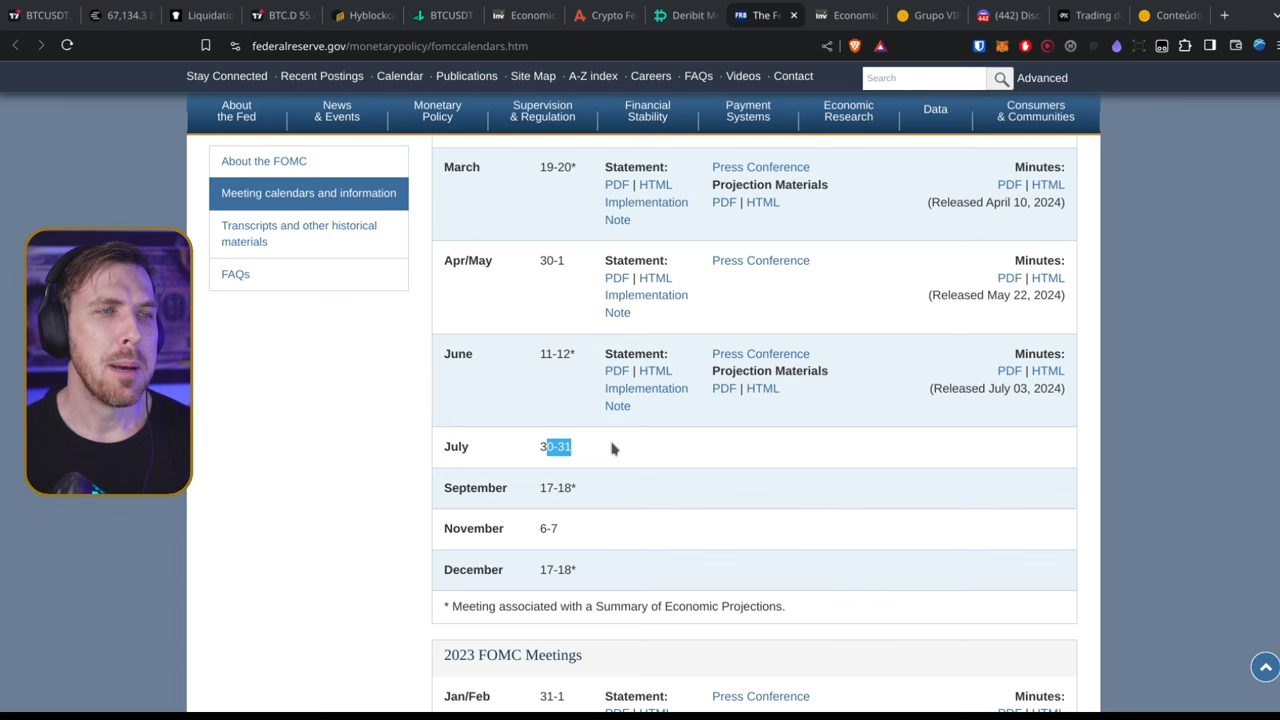 BTCUSDT
67,134.3
Liquidatio
BTCD 55
Hyblock
BTCUSDT
Economic
Crypto Fe
Deribit M
The F
Economic
Grupo VI
(442) Disc
Trading d
Conteúdo
federalreserve.gov/monetarypolicy/fomccalendars.htm
Stay Connected Recent Postings Calendar Publications Site Map A-Z index Careers FAQs Videos Contact
Search
Advanced
About
the Fed
News
& Events
Monetary
Policy
Supervision
& Regulation
Financial
Stability
Payment
Systems
Economic
Research
Data
Consumers
& Communities
About the FOMC
Meeting calendars and information
Transcripts and other historical
materials
FAQs
March 19-20* Statement: Press Conference Minutes:
PDF | HTML Projection Materials PDF | HTML
Implementation PDF | HTML (Released April 10, 2024)
Note
Apr/May 30-1 Statement: Press Conference Minutes:
PDF | HTML PDF | HTML
Implementation (Released May 22, 2024)
Note
June 11-12* Statement: Press Conference Minutes:
PDF | HTML Projection Materials PDF | HTML
Implementation PDF | HTML (Released July 03, 2024)
Note
July 30-31
September 17-18*
November 6-7
December 17-18*
* Meeting associated with a Summary of Economic Projections.
2023 FOMC Meetings
Jan/Feb 31-1 Statement: Press Conference Minutes: